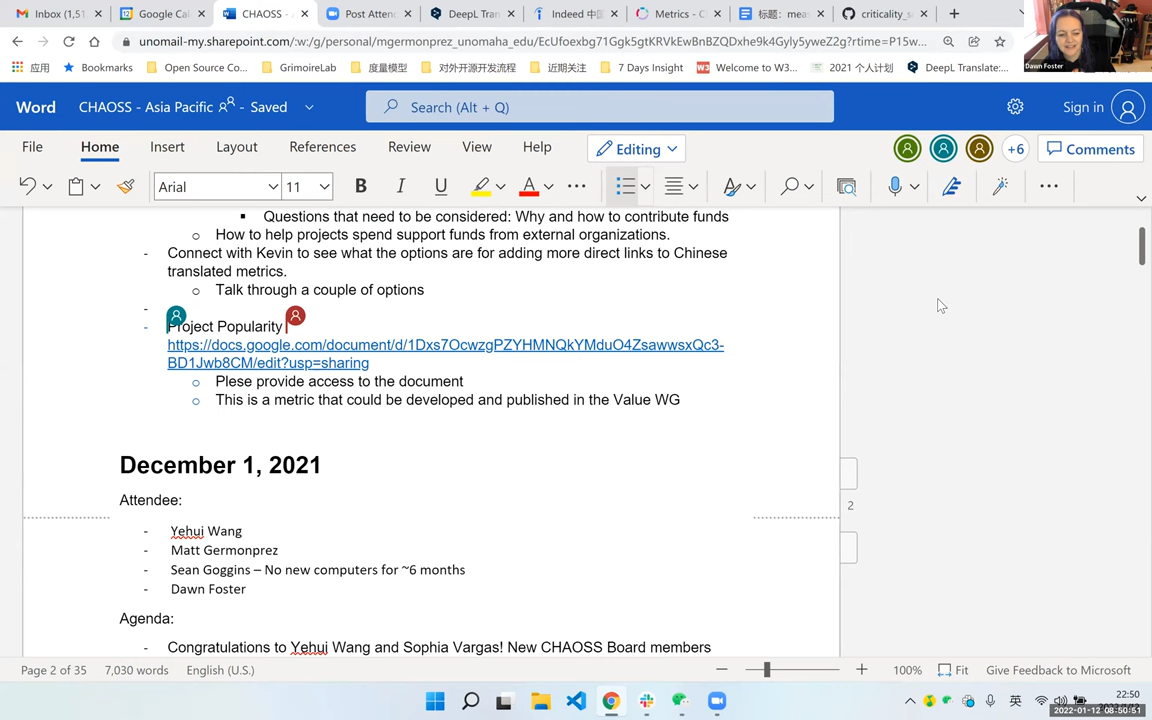 Inbox (1,51
Google Cal
CHAOSS -
Post Atten
DeepL Tran
Indeed 中国
Metrics - C
标题：mea
criticality_s
unomail-my.sharepoint.com/:w:/g/personal/mgermonprez_unomaha_edu/EcUfoexbg71Ggk5gtKRVkEwBnBZQDxhe9k4Gyly5yweZ2g?rtime=P15w...
Dawn Foster
应用
Bookmarks
Open Source Co...
GrimoireLab
度量模型
对外开源开发流程
近期关注
7 Days Insight
Welcome to W3...
2021 个人计划
DeepL Translate:...
Word
CHAOSS - Asia Pacific - Saved
Search (Alt + Q)
Sign in
File
Home
Insert
Layout
References
Review
View
Help
Editing
+6
Comments
Arial
11
B I U A
Questions that need to be considered: Why and how to contribute funds
How to help projects spend support funds from external organizations.
- Connect with Kevin to see what the options are for adding more direct links to Chinese
translated metrics.
Talk through a couple of options
-
- Project Popularity
https://docs.google.com/document/d/1Dxs7OcwzgPZYHMNQkYMduO4ZsawwsxQc3-
BD1Jwb8CM/edit?usp=sharing
Plese provide access to the document
This is a metric that could be developed and published in the Value WG
December 1, 2021
Attendee:
2
- Yehui Wang
- Matt Germonprez
- Sean Goggins – No new computers for ~6 months
- Dawn Foster
Agenda:
- Congratulations to Yehui Wang and Sophia Vargas! New CHAOSS Board members
Page 2 of 35
7,030 words
English (U.S.)
100%
Fit
Give Feedback to Microsoft
英
22:50
2022-01-12 08:50:51